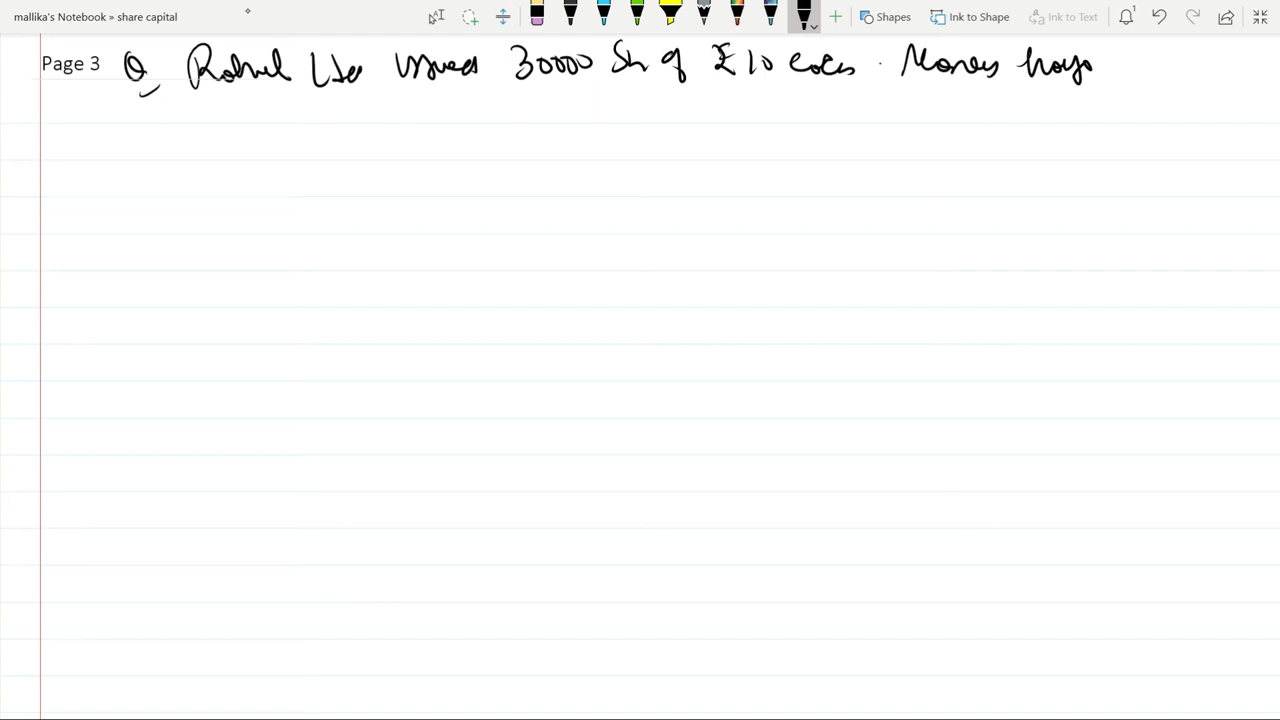 mallika's Notebook » share capital
Shapes Ink to Shape Ink to Text
Page 3 Q Rahul Ltd issued 30000 Sh of ₹10 each. Money